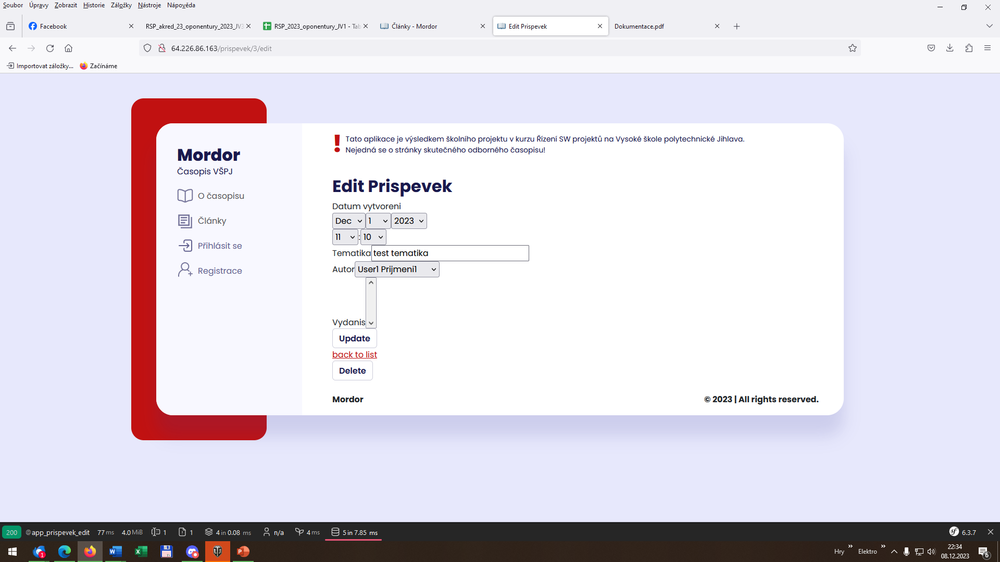 Soubor Úpravy Zobrazit Historie Záložky Nástroje Nápověda
Facebook
RSP_akred_23_oponentury_2023_JV3
RSP_2023_oponentury_JV1 - Tab
Články - Mordor
Edit Prispevek
Dokumentace.pdf
64.226.86.163/prispevek/3/edit
Importovat záložky... Začínáme
Tato aplikace je výsledkem školního projektu v kurzu Řízení SW projektů na Vysoké škole polytechnické Jihlava.
Nejedná se o stránky skutečného odborného časopisu!
Mordor
Časopis VŠPJ
O časopisu
Články
Přihlásit se
Registrace
Edit Prispevek
Datum vytvoreni
Dec 1 2023
11 : 10
Tematika test tematika
Autor User1 Prijmeni1
Vydanis
Update
back to list
Delete
Mordor © 2023 | All rights reserved.
200 @app_prispevek_edit 77 ms 4.0 MiB 1 1 4 in 0.08 ms n/a 4 ms 5 in 7.85 ms 6.3.7
1 Hry Elektro 22:34
08.12.2023 6